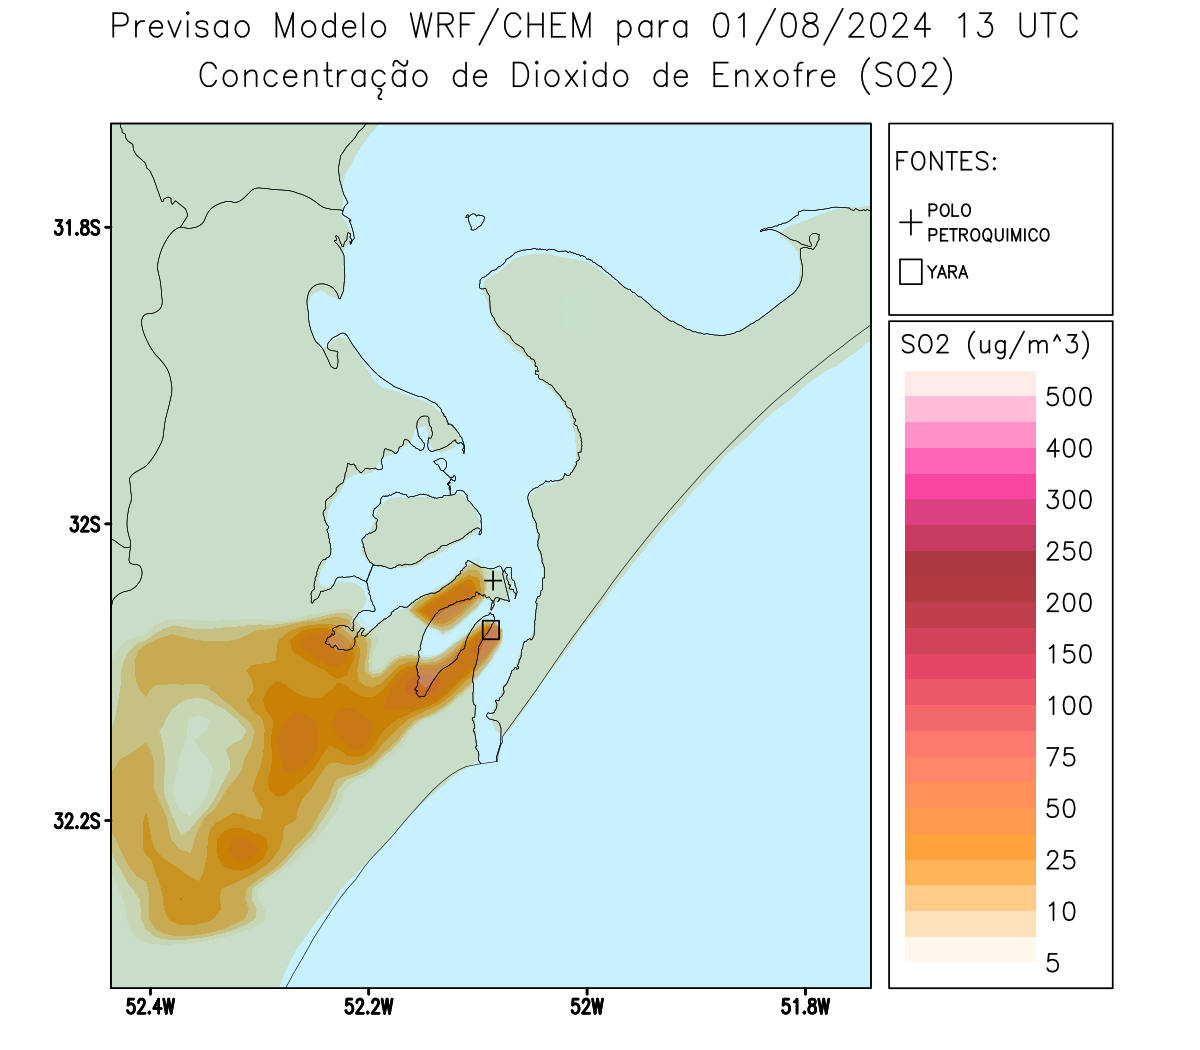 Previsao Modelo WRF/CHEM para 01/08/2024 13 UTC
Concentração de Dioxido de Enxofre (SO2)
FONTES:
POLO
PETROQUIMICO
YARA
SO2 (ug/m^3)
500
400
300
250
200
150
100
75
50
25
10
5
31.8S
32S
32.2S
52.4W
52.2W
52W
51.8W